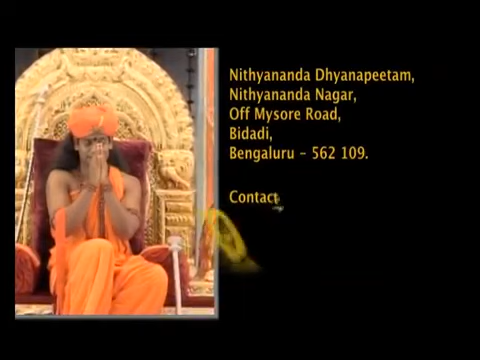 Nithyananda Dhyanapeetam,
Nithyananda Nagar,
Off Mysore Road,
Bidadi,
Bengaluru - 562 109.
Contact